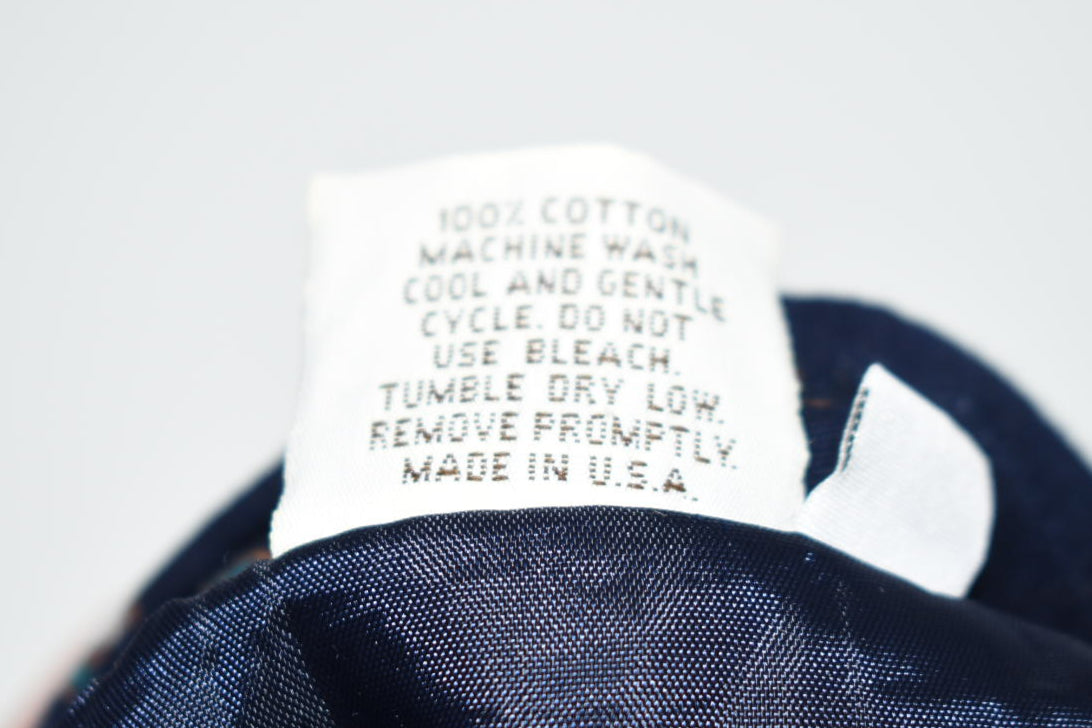 100% COTTON
MACHINE WASH
COOL AND GENTLE
CYCLE. DO NOT
USE BLEACH.
TUMBLE DRY LOW.
REMOVE PROMPTLY.
MADE IN U.S.A.